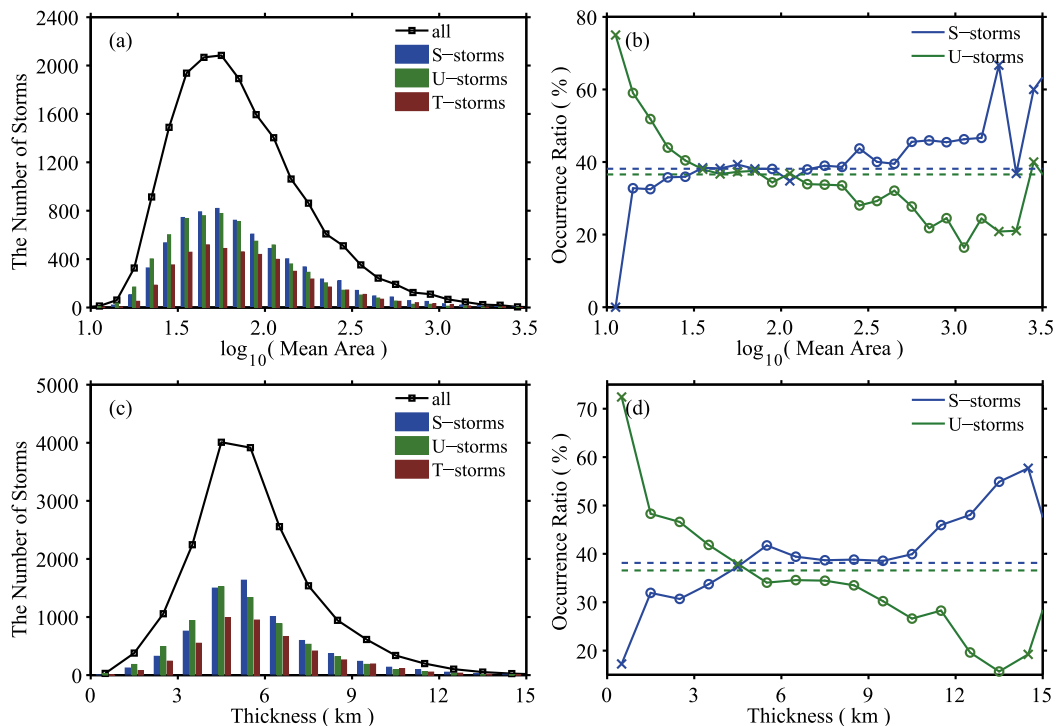 (a)
all
S−storms
U−storms
T−storms
The Number of Storms
2400
2000
1600
1200
800
400
0
1.0 1.5 2.0 2.5 3.0 3.5
log10( Mean Area )
(b)
S−storms
U−storms
Occurrence Ratio ( % )
80
60
40
20
0
1.0 1.5 2.0 2.5 3.0 3.5
log10( Mean Area )
(c)
all
S−storms
U−storms
T−storms
The Number of Storms
5000
4000
3000
2000
1000
0
0 3 6 9 12 15
Thickness ( km )
(d)
S−storms
U−storms
Occurrence Ratio ( % )
70
60
50
40
30
20
0 3 6 9 12 15
Thickness ( km )